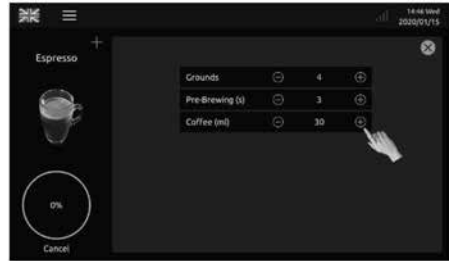 14:46 Wed
2020/01/15
Espresso
Grounds 4
Pre-Brewing (s) 3
Coffee (ml) 30
0%
Cancel